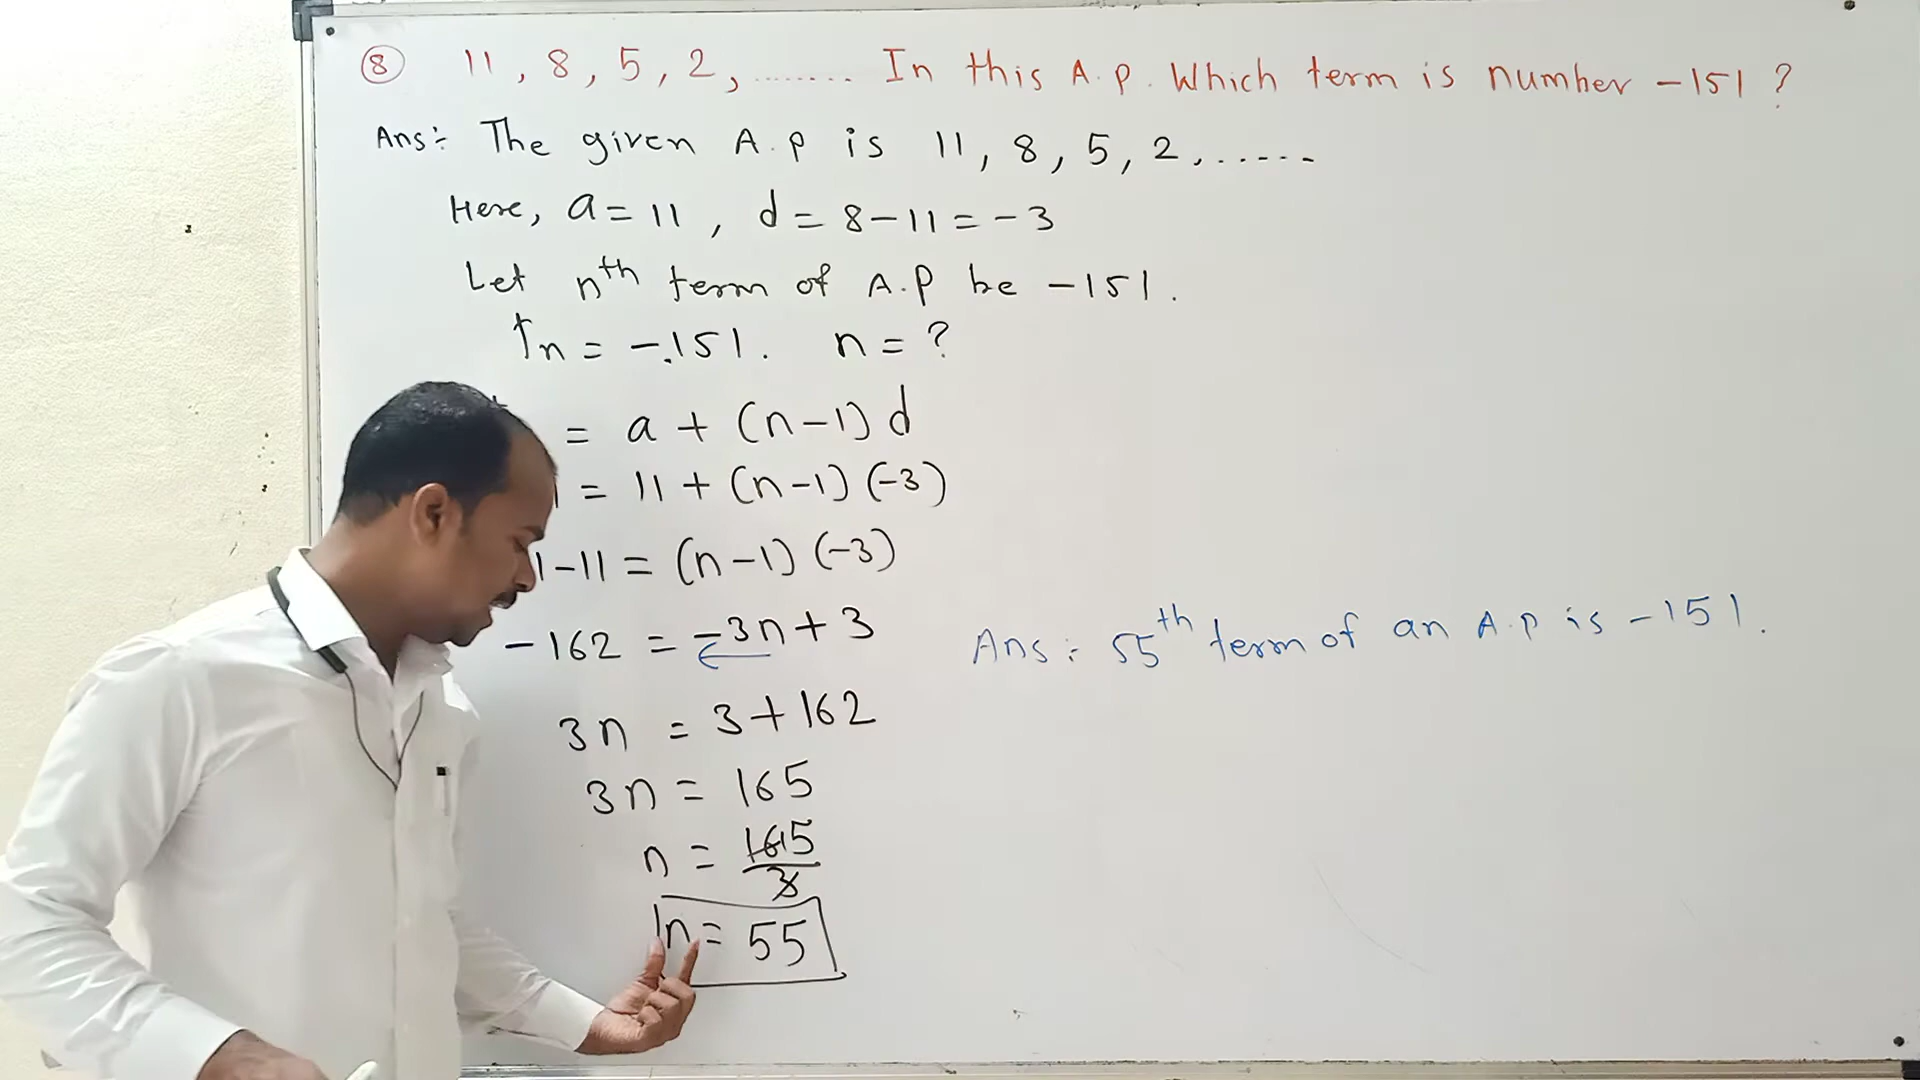 ⑧ 11, 8, 5, 2, ........ In this A.P. Which term is number -151 ?
Ans:- The given A.P is 11, 8, 5, 2, ......
Here, a = 11 , d = 8-11 = -3
Let nth term of A.P be -151.
Tn = -151. n = ?
= a + (n-1) d
= 11 + (n-1) (-3)
1-11 = (n-1) (-3)
-162 = -3n + 3
Ans : 55th term of an A.P is -151.
3n = 3+162
3n = 165
n = 165/3
n = 55